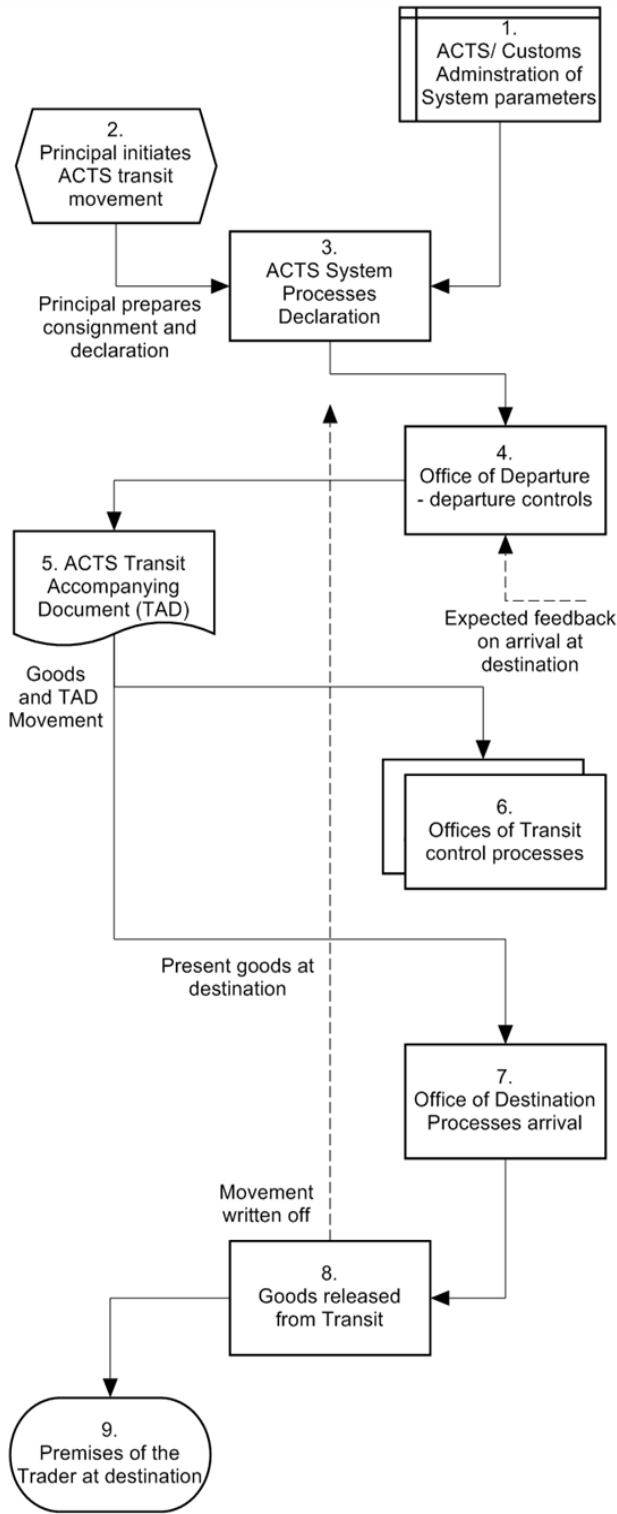 1.
ACTS/ Customs
Adminstration of
System parameters
2.
Principal initiates
ACTS transit
movement
3.
ACTS System
Processes
Declaration
Principal prepares
consignment and
declaration
4.
Office of Departure
- departure controls
5. ACTS Transit
Accompanying
Document (TAD)
Expected feedback
on arrival at
destination
Goods
and TAD
Movement
6.
Offices of Transit
control processes
Present goods at
destination
7.
Office of Destination
Processes arrival
Movement
written off
8.
Goods released
from Transit
9.
Premises of the
Trader at destination